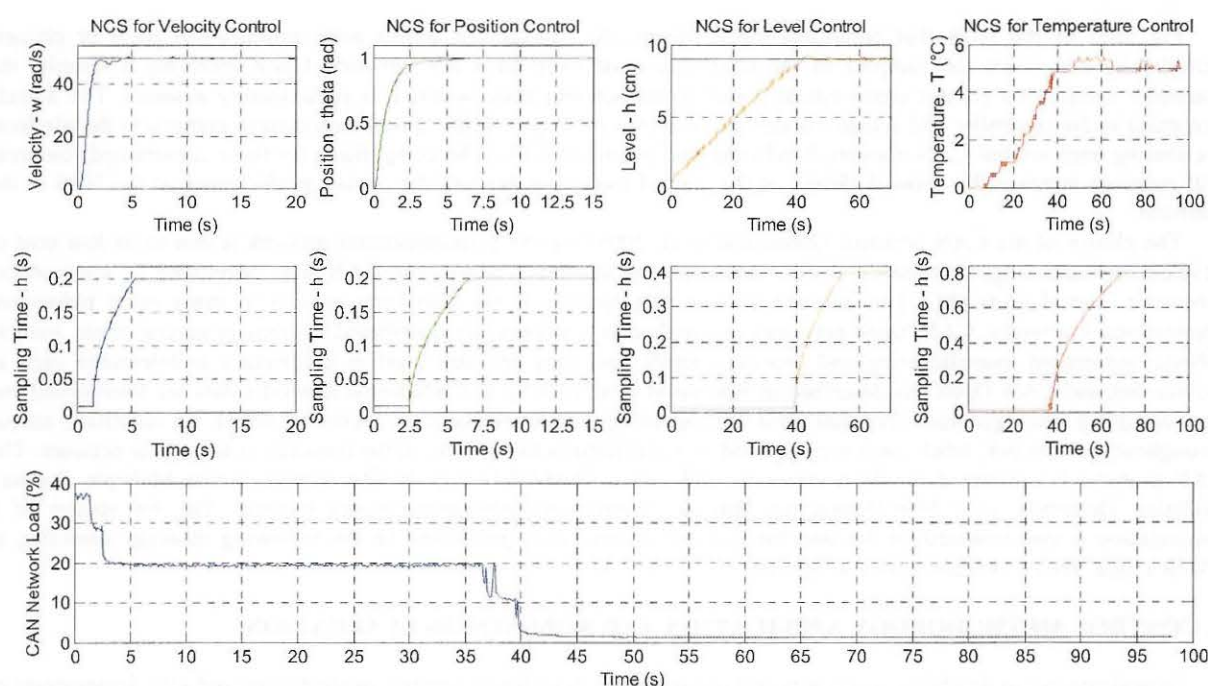 NCS for Velocity Control
NCS for Position Control
NCS for Level Control
NCS for Temperature Control
Velocity - w (rad/s)
40
20
0
0 5 10 15 20
Time (s)
Position - theta (rad)
1
0.5
0
0 2.5 5 7.5 10 12.5 15
Time (s)
Level - h (cm)
10
5
0
0 20 40 60
Time (s)
Temperature - T (°C)
6
4
2
0
0 20 40 60 80 100
Time (s)
Sampling Time - h (s)
0.2
0.15
0.1
0.05
0
0 5 10 15 20
Time (s)
Sampling Time - h (s)
0.2
0.15
0.1
0.05
0
0 2.5 5 7.5 10 12.5 15
Time (s)
Sampling Time - h (s)
0.4
0.3
0.2
0.1
0
0 20 40 60
Time (s)
Sampling Time - h (s)
0.8
0.6
0.4
0.2
0
0 20 40 60 80 100
Time (s)
CAN Network Load (%)
40
30
20
10
0
0 5 10 15 20 25 30 35 40 45 50 55 60 65 70 75 80 85 90 95 100
Time (s)